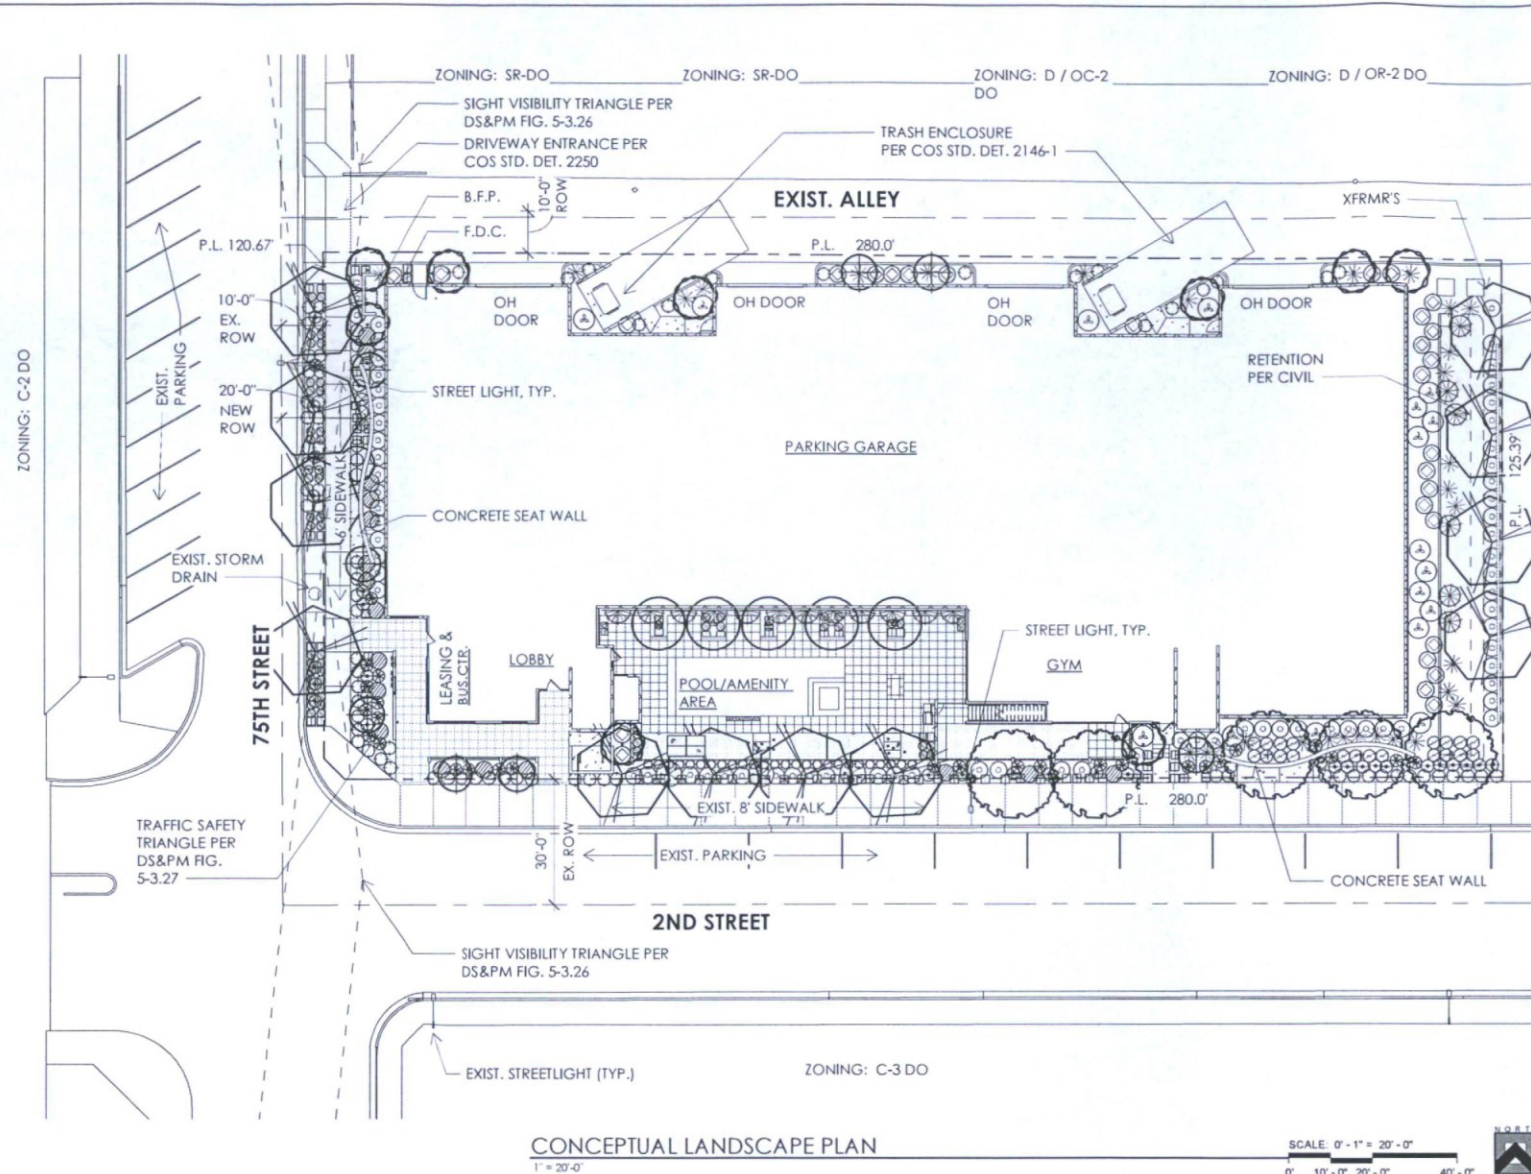 ZONING: SR-DO
ZONING: SR-DO
ZONING: D / OC-2
DO
ZONING: D / OR-2 DO
SIGHT VISIBILITY TRIANGLE PER
DS&PM FIG. 5-3.26
DRIVEWAY ENTRANCE PER
COS STD. DET. 2250
TRASH ENCLOSURE
PER COS STD. DET. 2146-1
B.F.P.
10'-0"
ROW
EXIST. ALLEY
XFRMR'S
F.D.C.
P.L. 120.67'
P.L. 280.0'
10'-0"
EX.
ROW
OH
DOOR
OH DOOR
OH
DOOR
OH DOOR
ZONING: C-2 DO
EXIST.
PARKING
20'-0"
NEW
ROW
STREET LIGHT, TYP.
RETENTION
PER CIVIL
PARKING GARAGE
P.L. 125.39'
6' SIDEWALK
CONCRETE SEAT WALL
EXIST. STORM
DRAIN
75TH STREET
LEASING &
BUS.CTR.
LOBBY
STREET LIGHT, TYP.
GYM
POOL/AMENITY
AREA
EXIST. 8' SIDEWALK
P.L. 280.0'
TRAFFIC SAFETY
TRIANGLE PER
DS&PM FIG.
5-3.27
30'-0"
EX. ROW
EXIST. PARKING
CONCRETE SEAT WALL
2ND STREET
SIGHT VISIBILITY TRIANGLE PER
DS&PM FIG. 5-3.26
EXIST. STREETLIGHT (TYP.)
ZONING: C-3 DO
CONCEPTUAL LANDSCAPE PLAN
1" = 20'-0"
SCALE: 0' - 1" = 20' - 0"
0' 10' - 0" 20' - 0" 40' - 0"